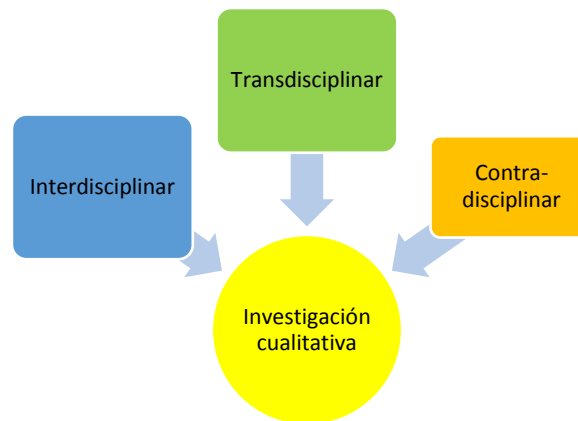 Transdisciplinar
Interdisciplinar
Contra-
disciplinar
Investigación
cualitativa